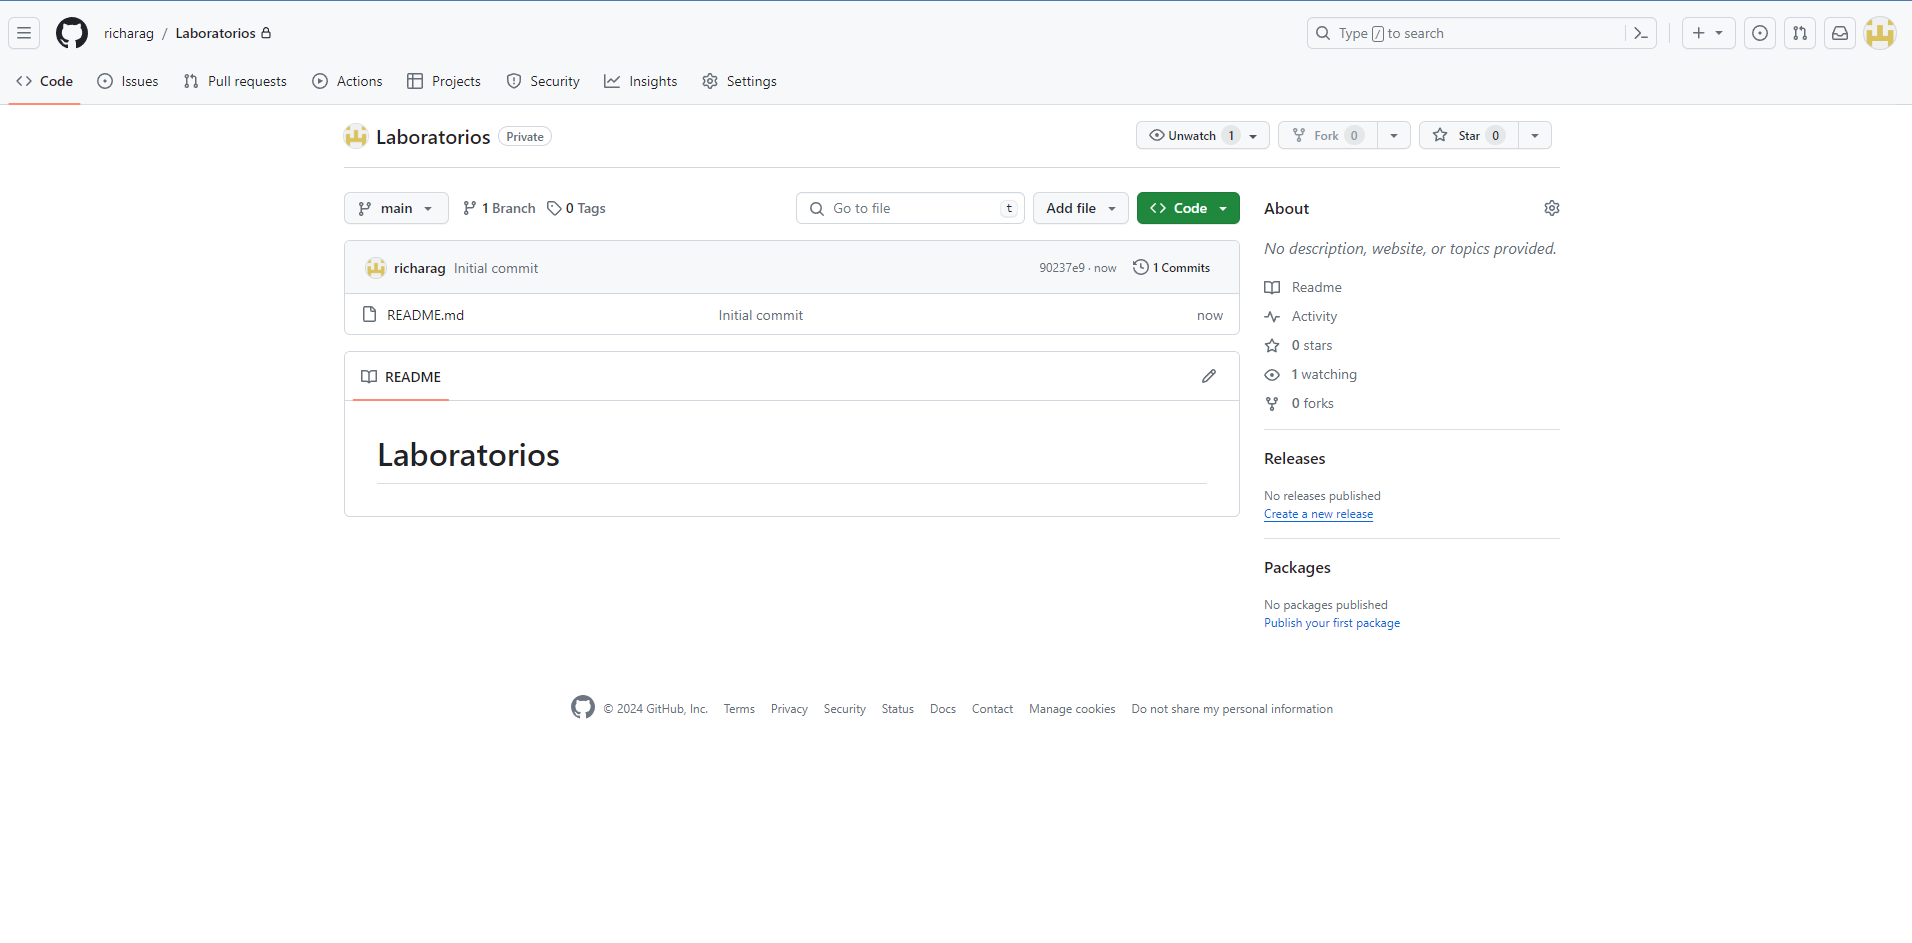 richarag / Laboratorios
Type / to search
Code Issues Pull requests Actions Projects Security Insights Settings
Laboratorios Private
Unwatch 1 Fork 0 Star 0
main 1 Branch 0 Tags
Go to file t Add file Code
richarag Initial commit 90237e9 · now 1 Commits
README.md Initial commit now
README
Laboratorios
About
No description, website, or topics provided.
Readme
Activity
0 stars
1 watching
0 forks
Releases
No releases published
Create a new release
Packages
No packages published
Publish your first package
© 2024 GitHub, Inc. Terms Privacy Security Status Docs Contact Manage cookies Do not share my personal information